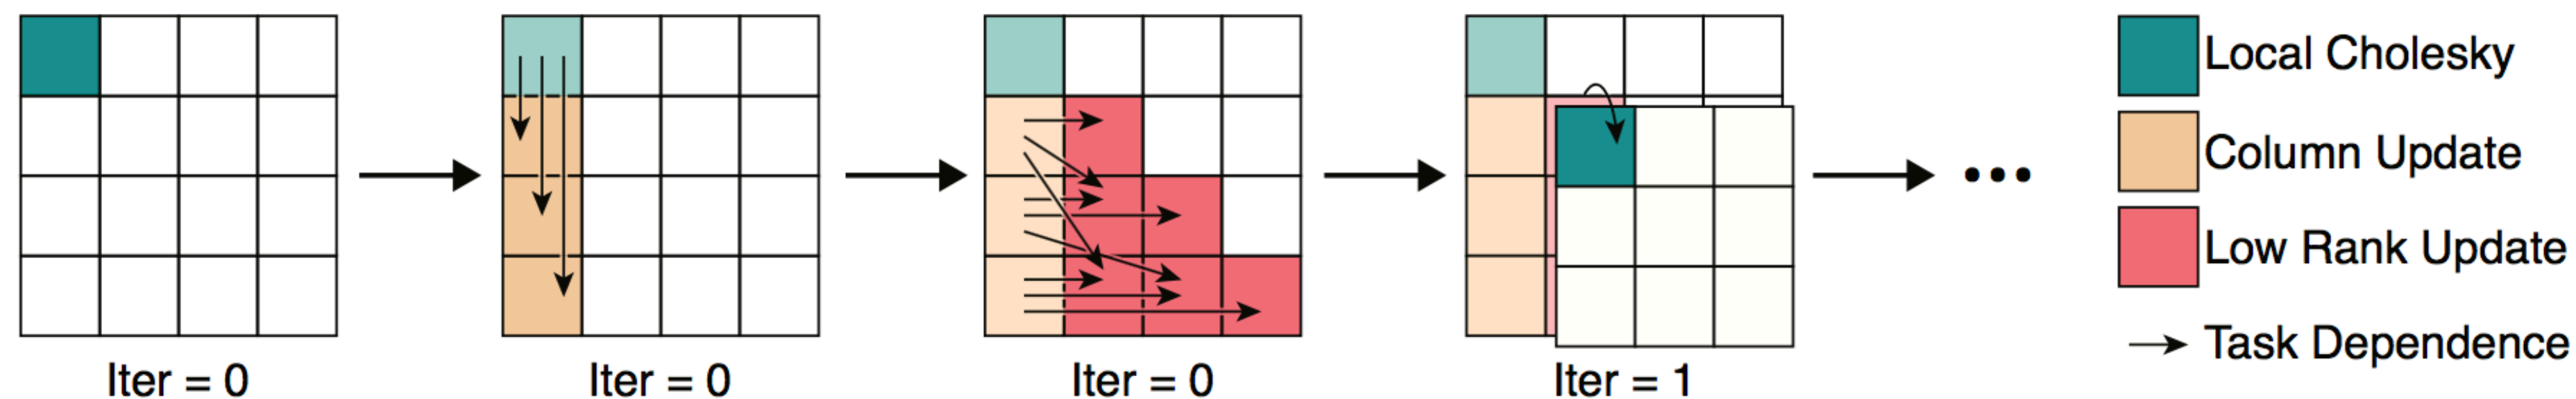 Iter = 0
Iter = 0
Iter = 0
Iter = 1
Local Cholesky
Column Update
Low Rank Update
Task Dependence